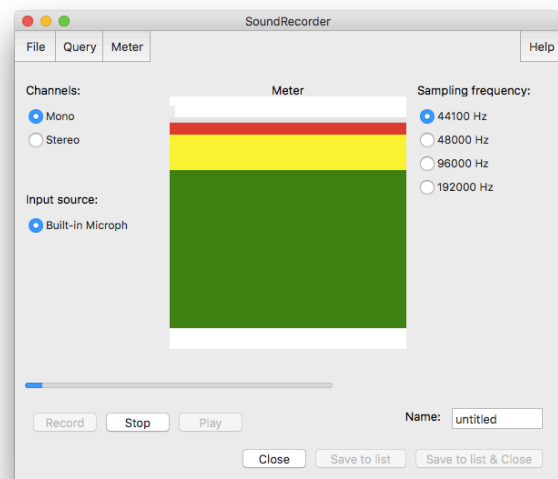 SoundRecorder
File Query Meter Help
Channels: Meter Sampling frequency:
Mono 44100 Hz
Stereo 48000 Hz
96000 Hz
192000 Hz
Input source:
Built-in Microph
Record Stop Play Name: untitled
Close Save to list Save to list & Close